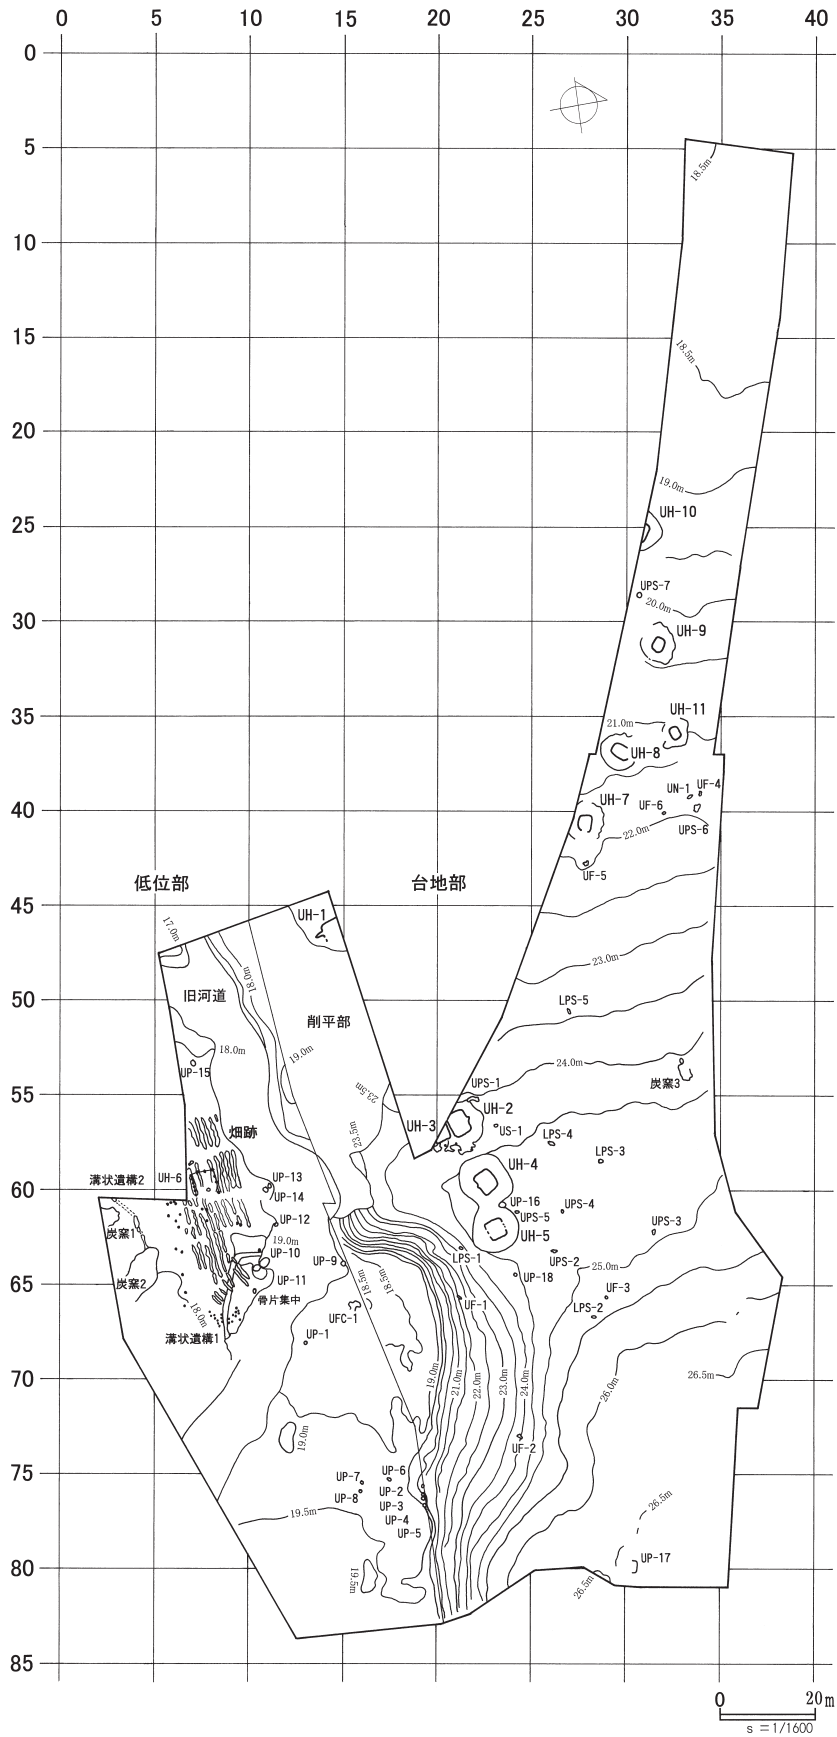 0 5 10 15 20 25 30 35 40
0
5
10
15
20
25
30
35
40
45
50
55
60
65
70
75
80
85
18.5m
18.5m
19.0m
UH-10
UPS-7
20.0m
UH-9
UH-11
21.0m
UH-8
UN-1 UF-4
UH-7
UF-6
22.0m
UPS-6
UF-5
低位部 台地部
UH-1
17.0m
23.0m
旧河道
18.0m
削平部
LPS-5
18.0m
19.0m
24.0m
UP-15
炭窯3
23.5m
UPS-1
UH-2
UH-3
US-1
畑跡
23.5m
LPS-4
LPS-3
溝状遺構2
UH-6
UP-13
UP-14
UH-4
UP-16
UPS-4
UPS-5
UP-12
炭窯1
19.0m
UH-5
UPS-3
UP-10
UP-9
LPS-1
UPS-2
25.0m
炭窯2
UP-11
UP-18
骨片集中
18.5m
18.5m
18.0m
UF-1
UF-3
UFC-1
LPS-2
溝状遺構1
UP-1
19.0m
21.0m
22.0m
23.0m
24.0m
26.0m
26.5m
19.0m
UF-2
UP-7
UP-6
UP-8
UP-2
UP-3
UP-4
UP-5
19.5m
26.5m
19.5m
UP-17
26.5m
0 20m
s =1/1600